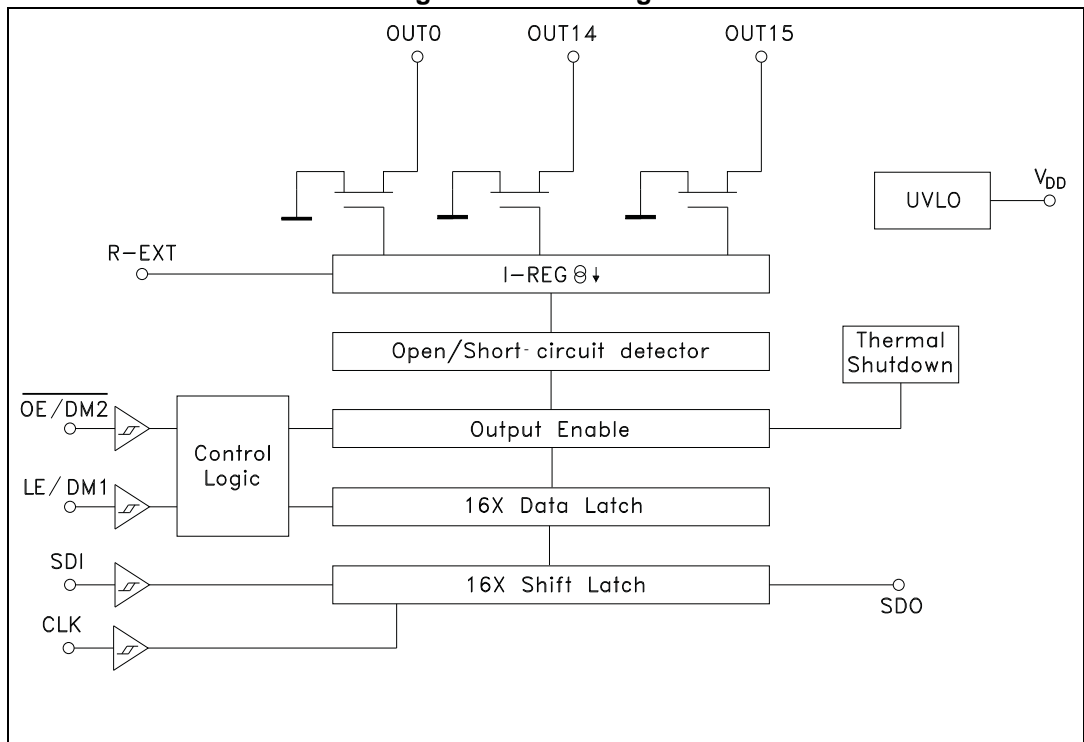 OUT0 OUT14 OUT15
VDD
UVLO
R-EXT
I-REG
Open/Short-circuit detector
Thermal
Shutdown
OE/DM2
Output Enable
Control
Logic
LE/DM1
16X Data Latch
SDI
16X Shift Latch
SDO
CLK